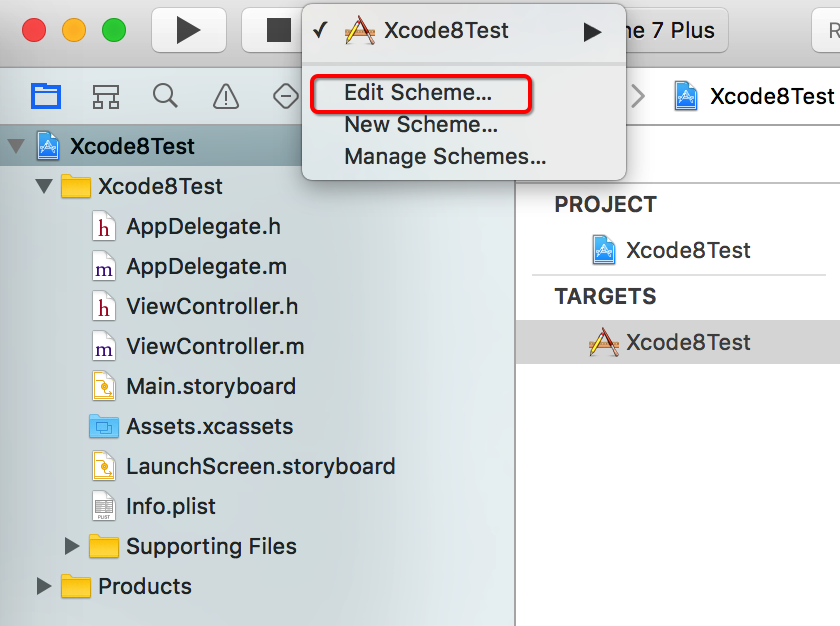 ✓ Xcode8Test ▶
ne 7 Plus
R
Edit Scheme...
New Scheme...
Manage Schemes...
Xcode8Test
Xcode8Test
Xcode8Test
h AppDelegate.h
m AppDelegate.m
h ViewController.h
m ViewController.m
Main.storyboard
Assets.xcassets
LaunchScreen.storyboard
PLIST Info.plist
Supporting Files
Products
PROJECT
Xcode8Test
TARGETS
Xcode8Test